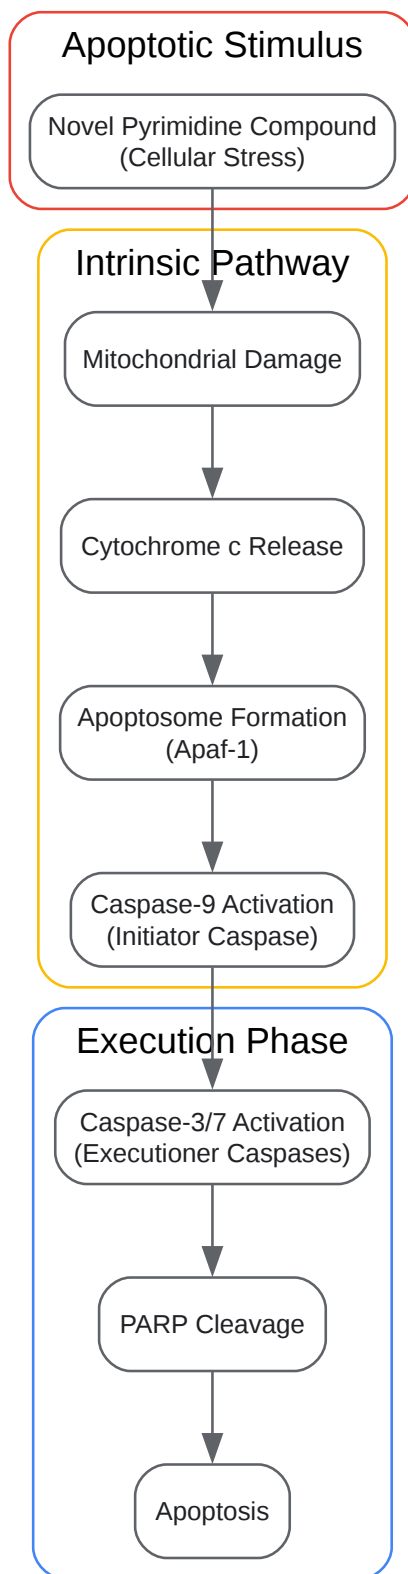 Apoptotic Stimulus
Novel Pyrimidine Compound
(Cellular Stress)
Intrinsic Pathway
Mitochondrial Damage
Cytochrome c Release
Apoptosome Formation
(Apaf-1)
Caspase-9 Activation
(Initiator Caspase)
Execution Phase
Caspase-3/7 Activation
(Executioner Caspases)
PARP Cleavage
Apoptosis